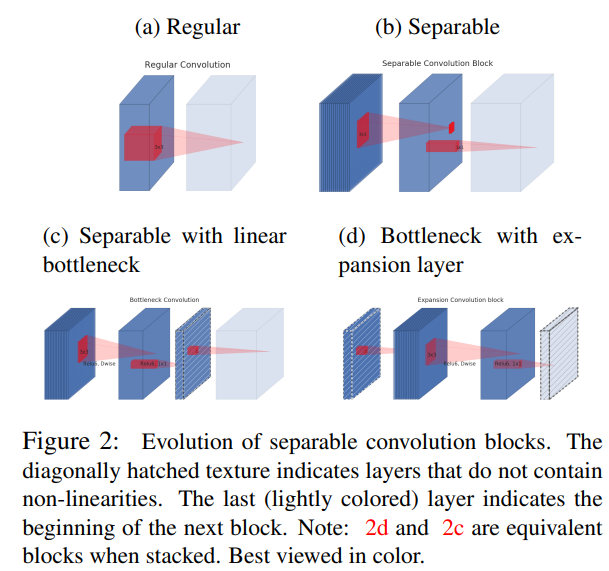 (a) Regular
(b) Separable
Regular Convolution
Separable Convolution Block
3x3
3x3
1x1
(c) Separable with linear
bottleneck
(d) Bottleneck with ex-
pansion layer
Bottleneck Convolution
Expansion Convolution block
3x3
Relu6, Dwise
Relu6, 1x1
3x3
Relu6, Dwise
Relu6, 1x1
Figure 2: Evolution of separable convolution blocks. The
diagonally hatched texture indicates layers that do not contain
non-linearities. The last (lightly colored) layer indicates the
beginning of the next block. Note: 2d and 2c are equivalent
blocks when stacked. Best viewed in color.